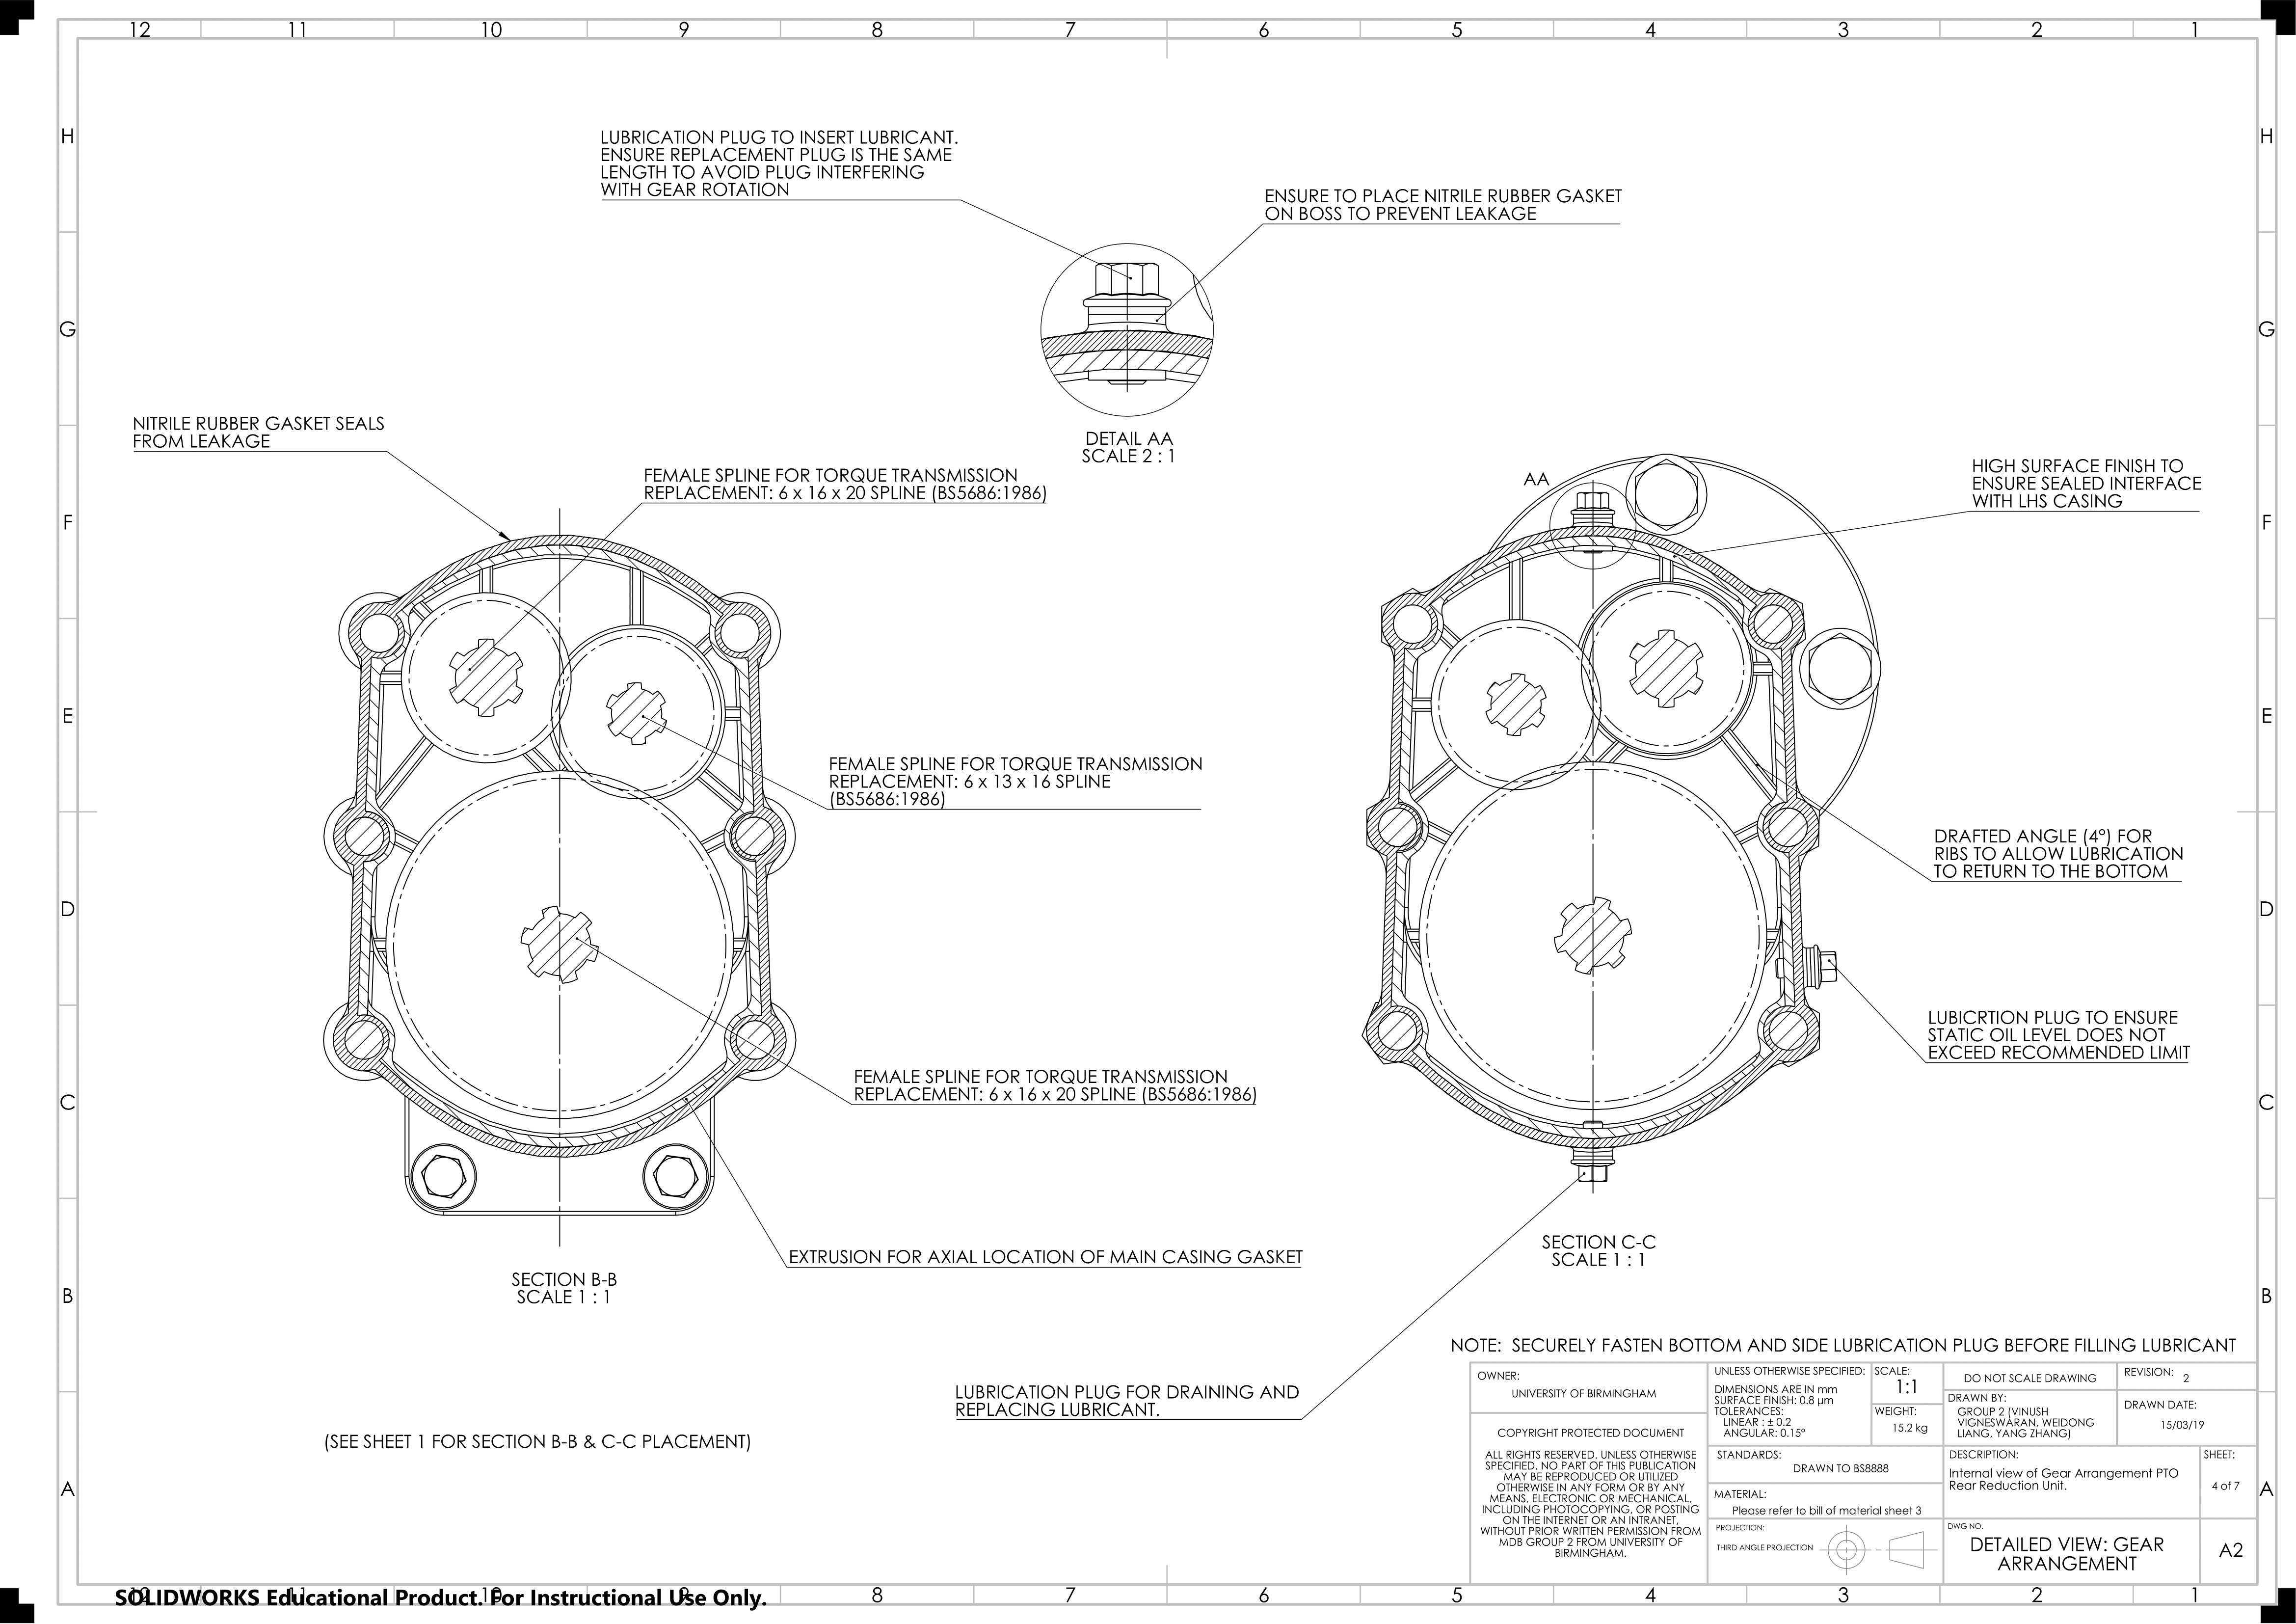 12 11 10 9 8 7 6 5 4 3 2 1
H H
LUBRICATION PLUG TO INSERT LUBRICANT.
ENSURE REPLACEMENT PLUG IS THE SAME
LENGTH TO AVOID PLUG INTERFERING
WITH GEAR ROTATION
ENSURE TO PLACE NITRILE RUBBER GASKET
ON BOSS TO PREVENT LEAKAGE
G G
DETAIL AA
SCALE 2 : 1
NITRILE RUBBER GASKET SEALS
FROM LEAKAGE
FEMALE SPLINE FOR TORQUE TRANSMISSION
REPLACEMENT: 6 x 16 x 20 SPLINE (BS5686:1986)
AA
HIGH SURFACE FINISH TO
ENSURE SEALED INTERFACE
WITH LHS CASING
F F
E E
FEMALE SPLINE FOR TORQUE TRANSMISSION
REPLACEMENT: 6 x 13 x 16 SPLINE
(BS5686:1986)
DRAFTED ANGLE (4°) FOR
RIBS TO ALLOW LUBRICATION
TO RETURN TO THE BOTTOM
D D
LUBICRTION PLUG TO ENSURE
STATIC OIL LEVEL DOES NOT
EXCEED RECOMMENDED LIMIT
FEMALE SPLINE FOR TORQUE TRANSMISSION
REPLACEMENT: 6 x 16 x 20 SPLINE (BS5686:1986)
C C
EXTRUSION FOR AXIAL LOCATION OF MAIN CASING GASKET
SECTION B-B
SCALE 1 : 1
SECTION C-C
SCALE 1 : 1
B B
LUBRICATION PLUG FOR DRAINING AND
REPLACING LUBRICANT.
(SEE SHEET 1 FOR SECTION B-B & C-C PLACEMENT)
NOTE: SECURELY FASTEN BOTTOM AND SIDE LUBRICATION PLUG BEFORE FILLING LUBRICANT
OWNER:
UNIVERSITY OF BIRMINGHAM
COPYRIGHT PROTECTED DOCUMENT
ALL RIGHTS RESERVED. UNLESS OTHERWISE
SPECIFIED, NO PART OF THIS PUBLICATION
MAY BE REPRODUCED OR UTILIZED
OTHERWISE IN ANY FORM OR BY ANY
MEANS, ELECTRONIC OR MECHANICAL,
INCLUDING PHOTOCOPYING, OR POSTING
ON THE INTERNET OR AN INTRANET,
WITHOUT PRIOR WRITTEN PERMISSION FROM
MDB GROUP 2 FROM UNIVERSITY OF
BIRMINGHAM.
UNLESS OTHERWISE SPECIFIED:
DIMENSIONS ARE IN mm
SURFACE FINISH: 0.8 µm
TOLERANCES:
LINEAR : ± 0.2
ANGULAR: 0.15°
SCALE:
1:1
WEIGHT:
15.2 kg
STANDARDS:
DRAWN TO BS8888
MATERIAL:
Please refer to bill of material sheet 3
PROJECTION:
THIRD ANGLE PROJECTION
DO NOT SCALE DRAWING
REVISION: 2
DRAWN BY:
GROUP 2 (VINUSH
VIGNESWARAN, WEIDONG
LIANG, YANG ZHANG)
DRAWN DATE:
15/03/19
DESCRIPTION:
Internal view of Gear Arrangement PTO
Rear Reduction Unit.
SHEET:
4 of 7
DWG NO.
DETAILED VIEW: GEAR
ARRANGEMENT
A2
A A
12 11 10 9 8 7 6 5 4 3 2 1
SOLIDWORKS Educational Product. For Instructional Use Only.